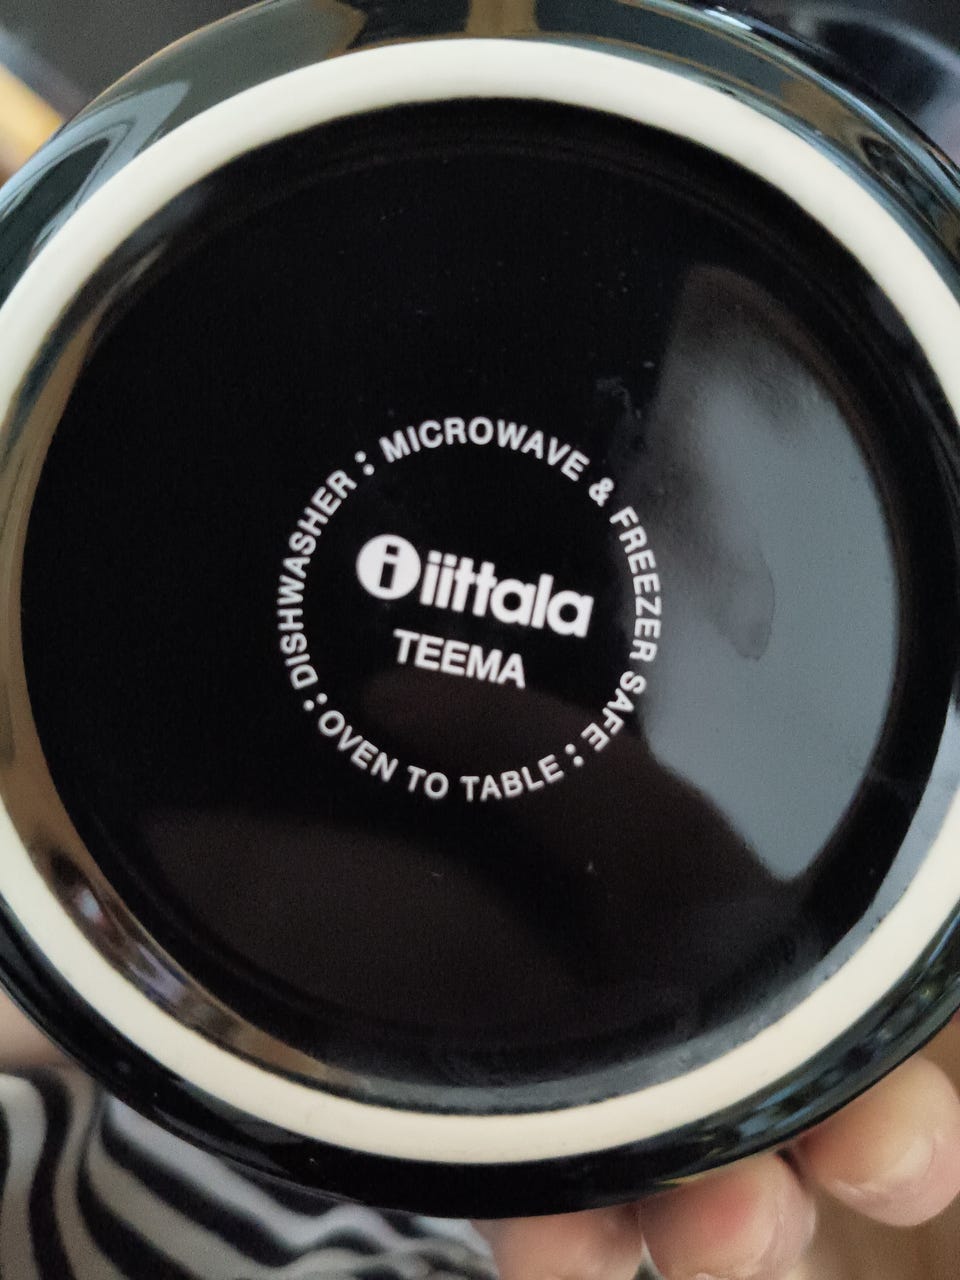 MICROWAVE & FREEZER SAFE : OVEN TO TABLE : DISHWASHER :
i iittala
TEEMA